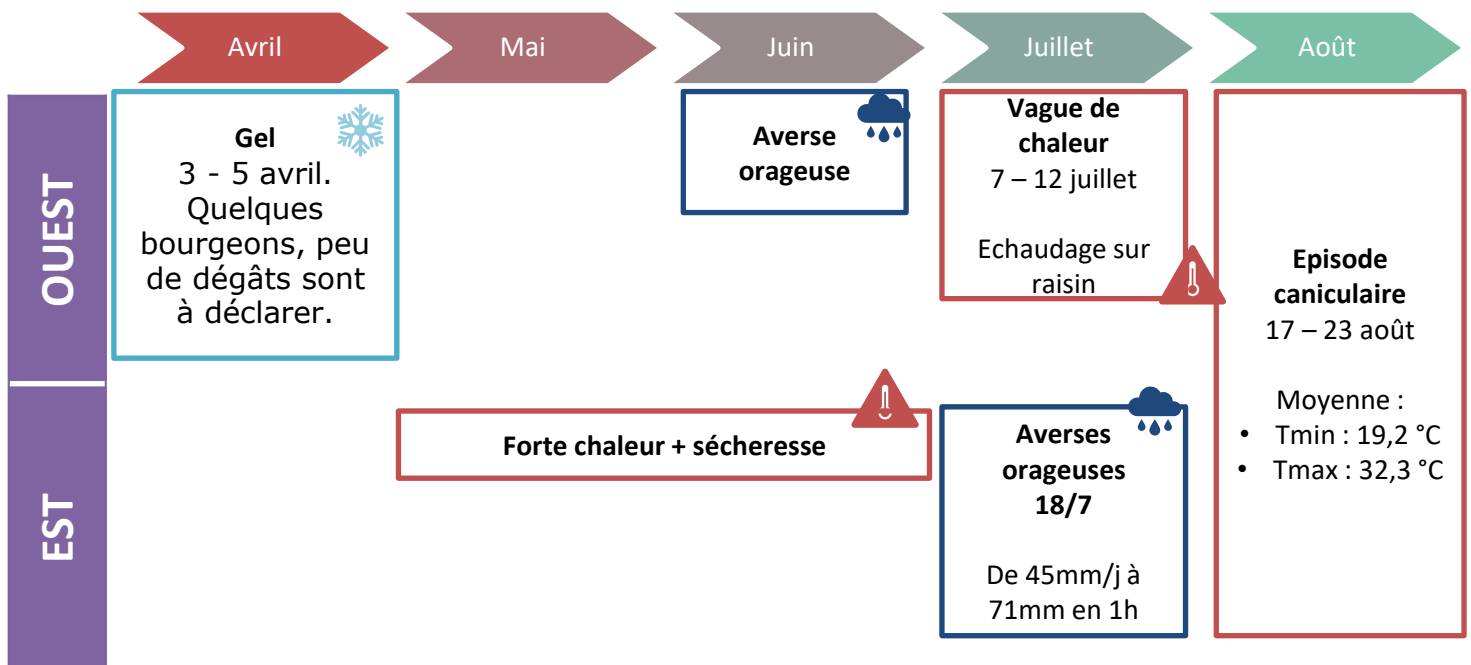 Avril
Mai
Juin
Juillet
Août
OUEST
Gel
3 - 5 avril.
Quelques
bourgeons, peu
de dégâts sont
à déclarer.
Averse
orageuse
Vague de
chaleur
7 – 12 juillet
Echaudage sur
raisin
Episode
caniculaire
17 – 23 août
Moyenne :
• Tmin : 19,2 °C
• Tmax : 32,3 °C
EST
Forte chaleur + sécheresse
Averses
orageuses
18/7
De 45mm/j à
71mm en 1h